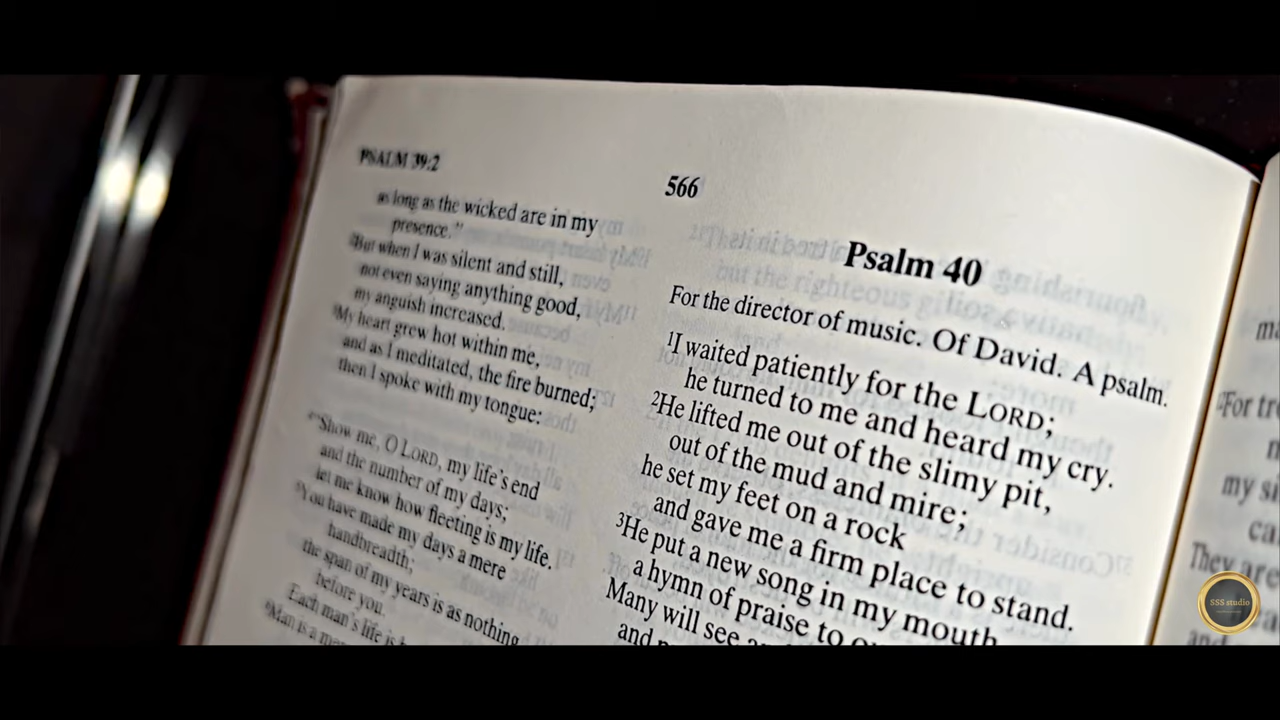 PSALM 39:2
566
as long as the wicked are in my
presence."
²But when I was silent and still,
not even saying anything good,
my anguish increased.
³My heart grew hot within me,
and as I meditated, the fire burned;
then I spoke with my tongue:
⁴"Show me, O LORD, my life's end
and the number of my days;
let me know how fleeting is my life.
⁵You have made my days a mere
handbreadth;
the span of my years is as nothing
before you.
Each man's life is
Psalm 40
For the director of music. Of David. A psalm.
¹I waited patiently for the LORD;
he turned to me and heard my cry.
²He lifted me out of the slimy pit,
out of the mud and mire;
he set my feet on a rock
and gave me a firm place to stand.
³He put a new song in my mouth
a hymn of praise to
Many will see
and
my
They are
SSS studio